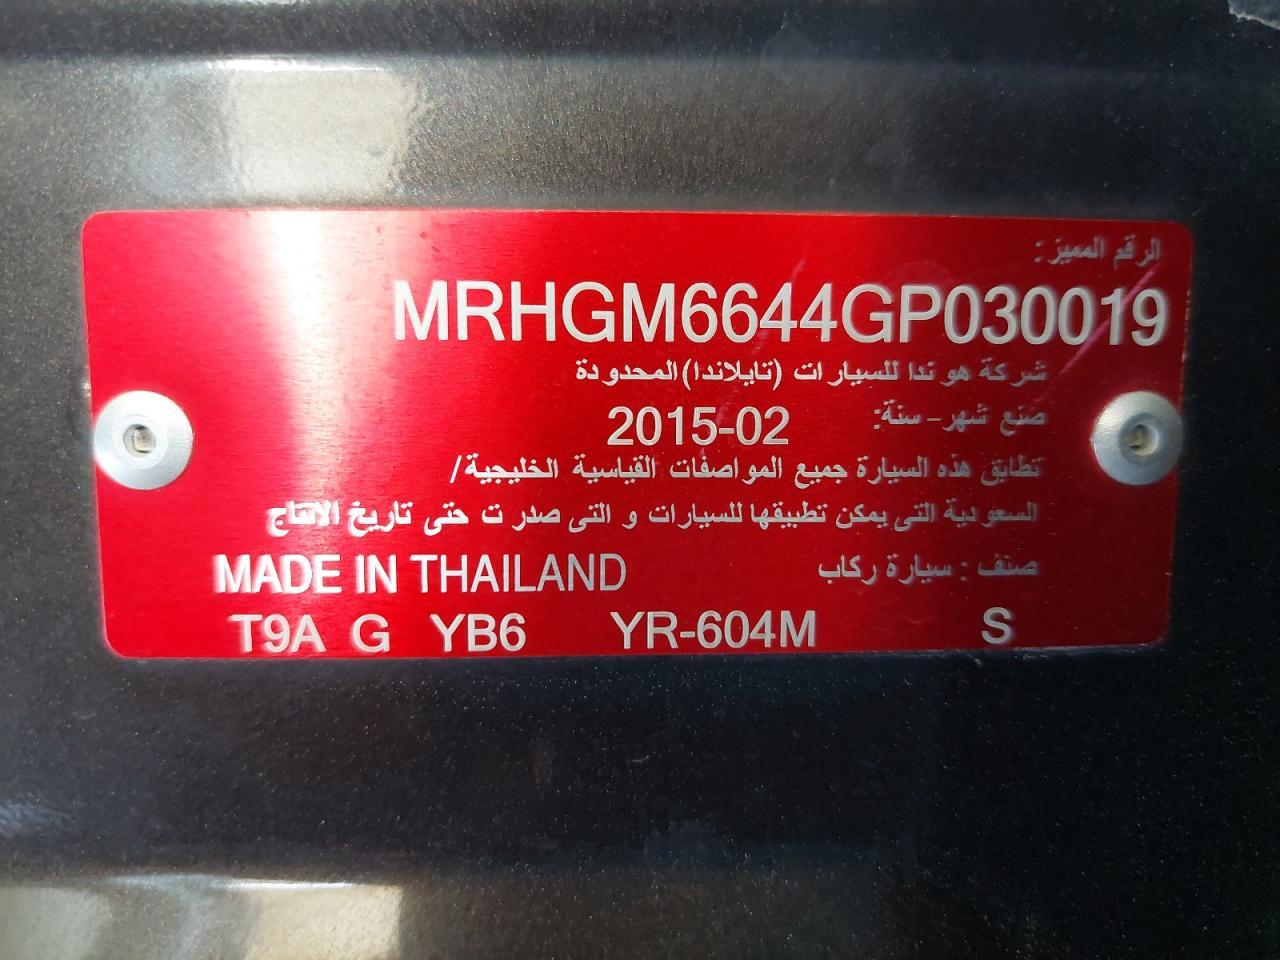 الرقم المميز:
MRHGM6644GP030019
شركة هوندا للسيارات (تايلاندا) المحدودة
صنع شهر- سنة: 2015-02
تطابق هذه السيارة جميع المواصفات القياسية الخليجية/
السعودية التى يمكن تطبيقها للسيارات و التى صدرت حتى تاريخ الانتاج
صنف : سيارة ركاب MADE IN THAILAND
T9A G YB6 YR-604M S